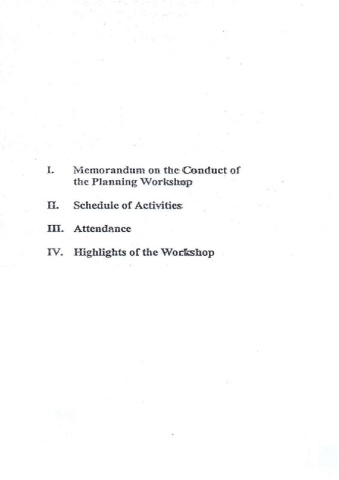 I. Memorandum on the Conduct of
the Planning Workshop
II. Schedule of Activities
III. Attendance
IV. Highlights of the Workshop